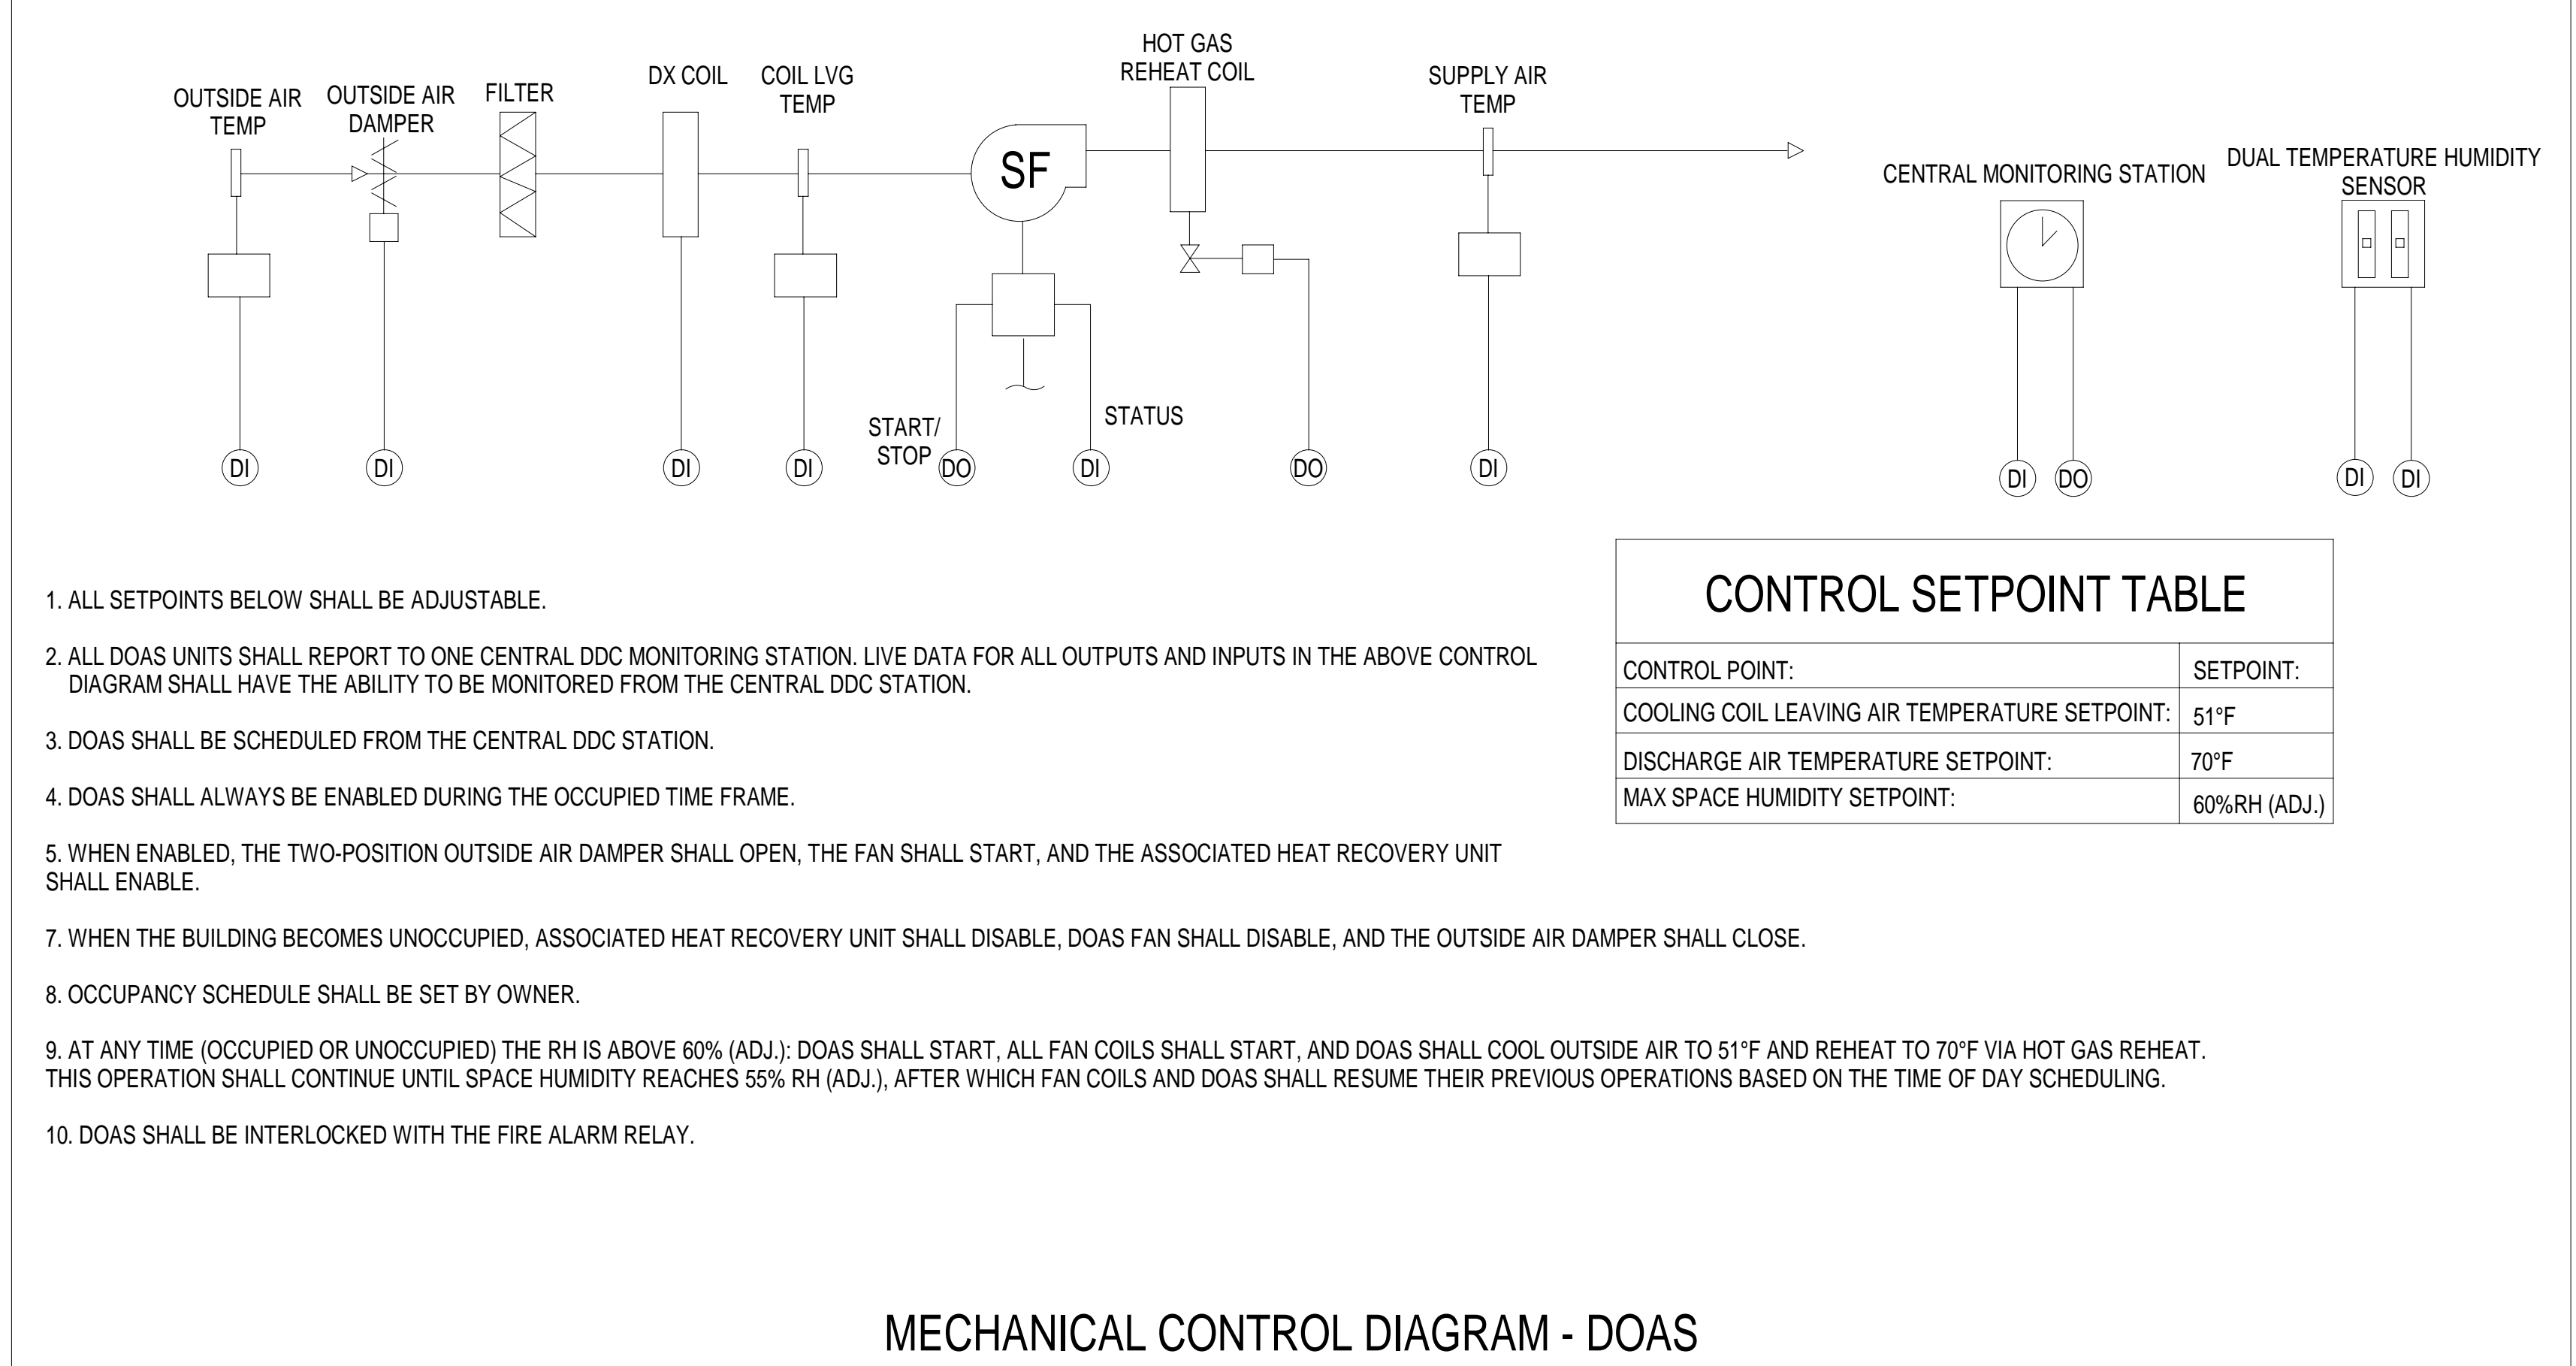 OUTSIDE AIR
TEMP
OUTSIDE AIR
DAMPER
FILTER
DX COIL
COIL LVG
TEMP
SF
HOT GAS
REHEAT COIL
SUPPLY AIR
TEMP
CENTRAL MONITORING STATION
DUAL TEMPERATURE HUMIDITY
SENSOR
START/
STOP
STATUS
DI
DI
DI
DI
DO
DI
DO
DI
DI
DO
DI
DI
CONTROL SETPOINT TABLE
CONTROL POINT: SETPOINT:
COOLING COIL LEAVING AIR TEMPERATURE SETPOINT: 51°F
DISCHARGE AIR TEMPERATURE SETPOINT: 70°F
MAX SPACE HUMIDITY SETPOINT: 60%RH (ADJ.)
1. ALL SETPOINTS BELOW SHALL BE ADJUSTABLE.
2. ALL DOAS UNITS SHALL REPORT TO ONE CENTRAL DDC MONITORING STATION. LIVE DATA FOR ALL OUTPUTS AND INPUTS IN THE ABOVE CONTROL
DIAGRAM SHALL HAVE THE ABILITY TO BE MONITORED FROM THE CENTRAL DDC STATION.
3. DOAS SHALL BE SCHEDULED FROM THE CENTRAL DDC STATION.
4. DOAS SHALL ALWAYS BE ENABLED DURING THE OCCUPIED TIME FRAME.
5. WHEN ENABLED, THE TWO-POSITION OUTSIDE AIR DAMPER SHALL OPEN, THE FAN SHALL START, AND THE ASSOCIATED HEAT RECOVERY UNIT
SHALL ENABLE.
7. WHEN THE BUILDING BECOMES UNOCCUPIED, ASSOCIATED HEAT RECOVERY UNIT SHALL DISABLE, DOAS FAN SHALL DISABLE, AND THE OUTSIDE AIR DAMPER SHALL CLOSE.
8. OCCUPANCY SCHEDULE SHALL BE SET BY OWNER.
9. AT ANY TIME (OCCUPIED OR UNOCCUPIED) THE RH IS ABOVE 60% (ADJ.): DOAS SHALL START, ALL FAN COILS SHALL START, AND DOAS SHALL COOL OUTSIDE AIR TO 51°F AND REHEAT TO 70°F VIA HOT GAS REHEAT.
THIS OPERATION SHALL CONTINUE UNTIL SPACE HUMIDITY REACHES 55% RH (ADJ.), AFTER WHICH FAN COILS AND DOAS SHALL RESUME THEIR PREVIOUS OPERATIONS BASED ON THE TIME OF DAY SCHEDULING.
10. DOAS SHALL BE INTERLOCKED WITH THE FIRE ALARM RELAY.
MECHANICAL CONTROL DIAGRAM - DOAS